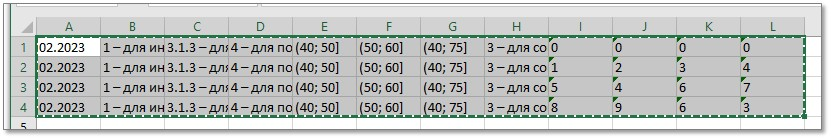 A B C D E F G H I J K L
1 02.2023 1 – для ин 3.1.3 – для 4 – для по (40; 50] (50; 60] (40; 75] 3 – для со 0 0 0 0
2 02.2023 1 – для ин 3.1.3 – для 4 – для по (40; 50] (50; 60] (40; 75] 3 – для со 1 2 3 4
3 02.2023 1 – для ин 3.1.3 – для 4 – для по (40; 50] (50; 60] (40; 75] 3 – для со 5 4 6 7
4 02.2023 1 – для ин 3.1.3 – для 4 – для по (40; 50] (50; 60] (40; 75] 3 – для со 8 9 6 3